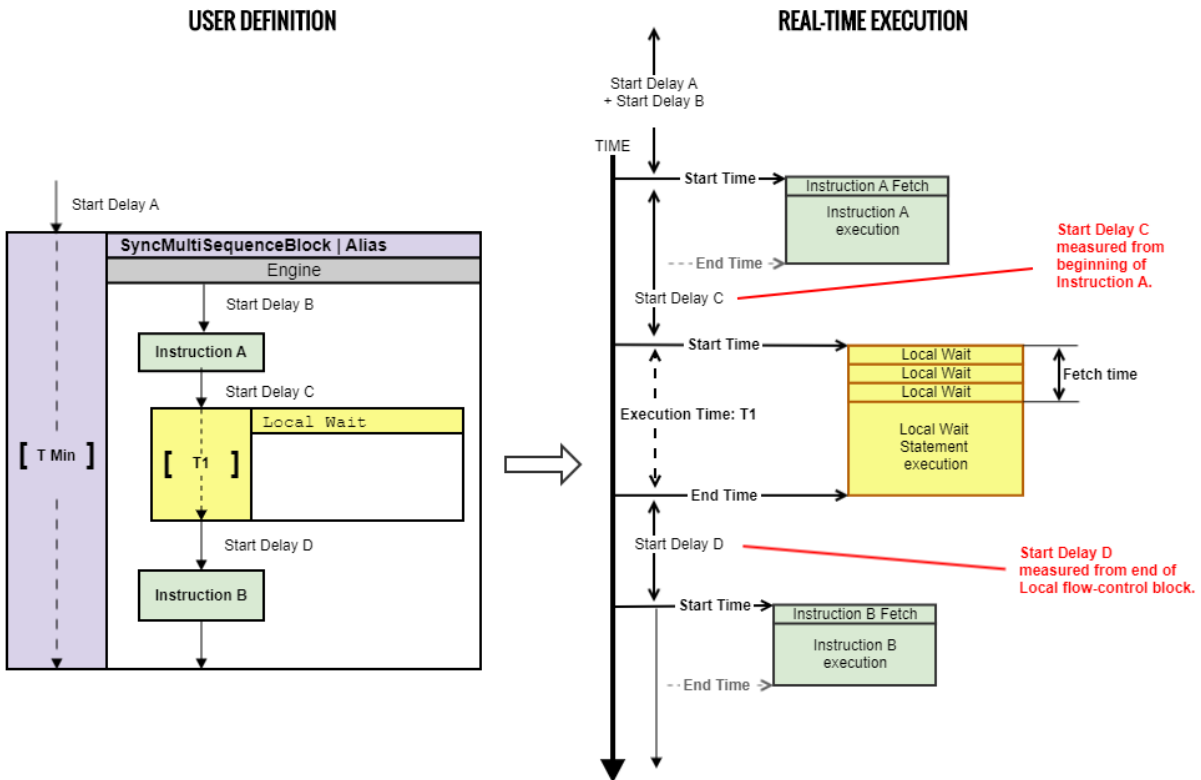 USER DEFINITION
Start Delay A
SyncMultiSequenceBlock | Alias
Engine
Start Delay B
Instruction A
Start Delay C
Local Wait
[ T Min ]
[ T1 ]
Start Delay D
Instruction B
REAL-TIME EXECUTION
Start Delay A
+ Start Delay B
TIME
Start Time
Instruction A Fetch
Instruction A
execution
End Time
Start Delay C
Start Delay C
measured from
beginning of
Instruction A.
Start Time
Local Wait
Local Wait
Local Wait
Fetch time
Execution Time: T1
Local Wait
Statement
execution
End Time
Start Delay D
Start Delay D
measured from end of
Local flow-control block.
Start Time
Instruction B Fetch
Instruction B
execution
End Time